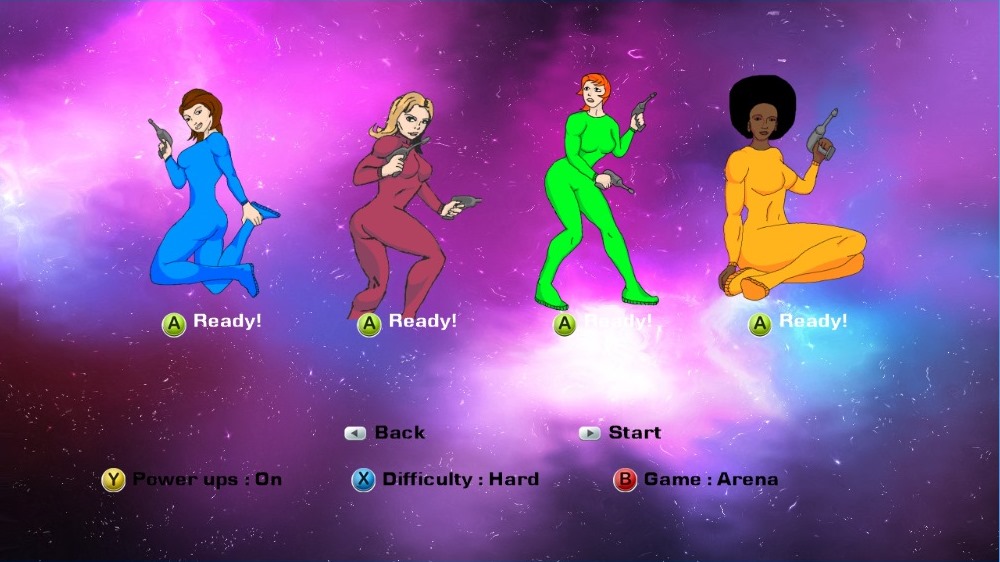 A Ready! A Ready! A Ready! A Ready!
Back Start
Y Power ups : On X Difficulty : Hard B Game : Arena